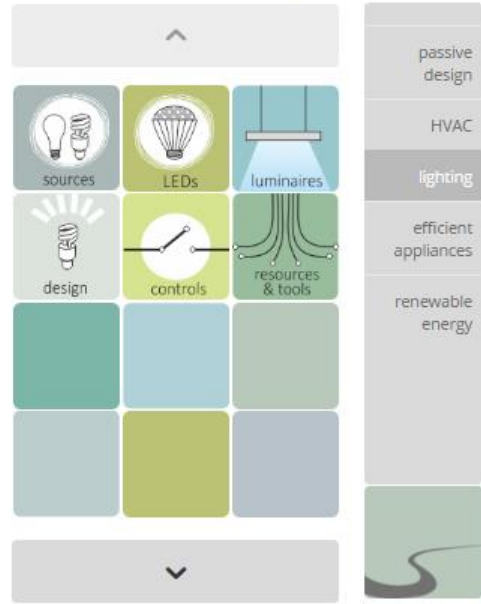 sources
LEDs
luminaires
design
controls
resources
& tools
passive
design
HVAC
lighting
efficient
appliances
renewable
energy